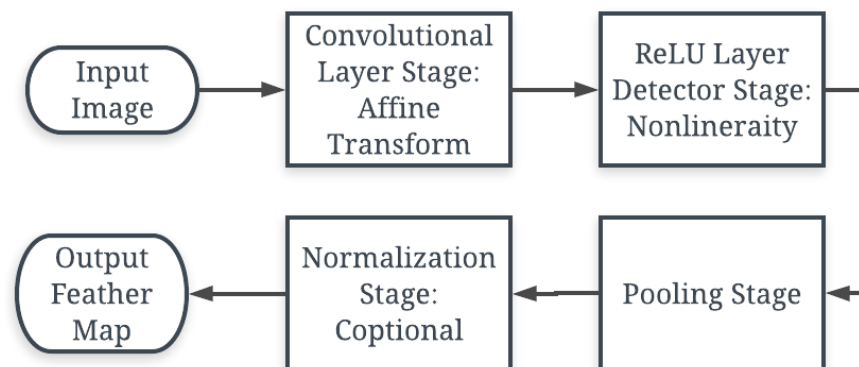 Input
Image
Convolutional
Layer Stage:
Affine
Transform
ReLU Layer
Detector Stage:
Nonlineraity
Output
Feather
Map
Normalization
Stage:
Coptional
Pooling Stage